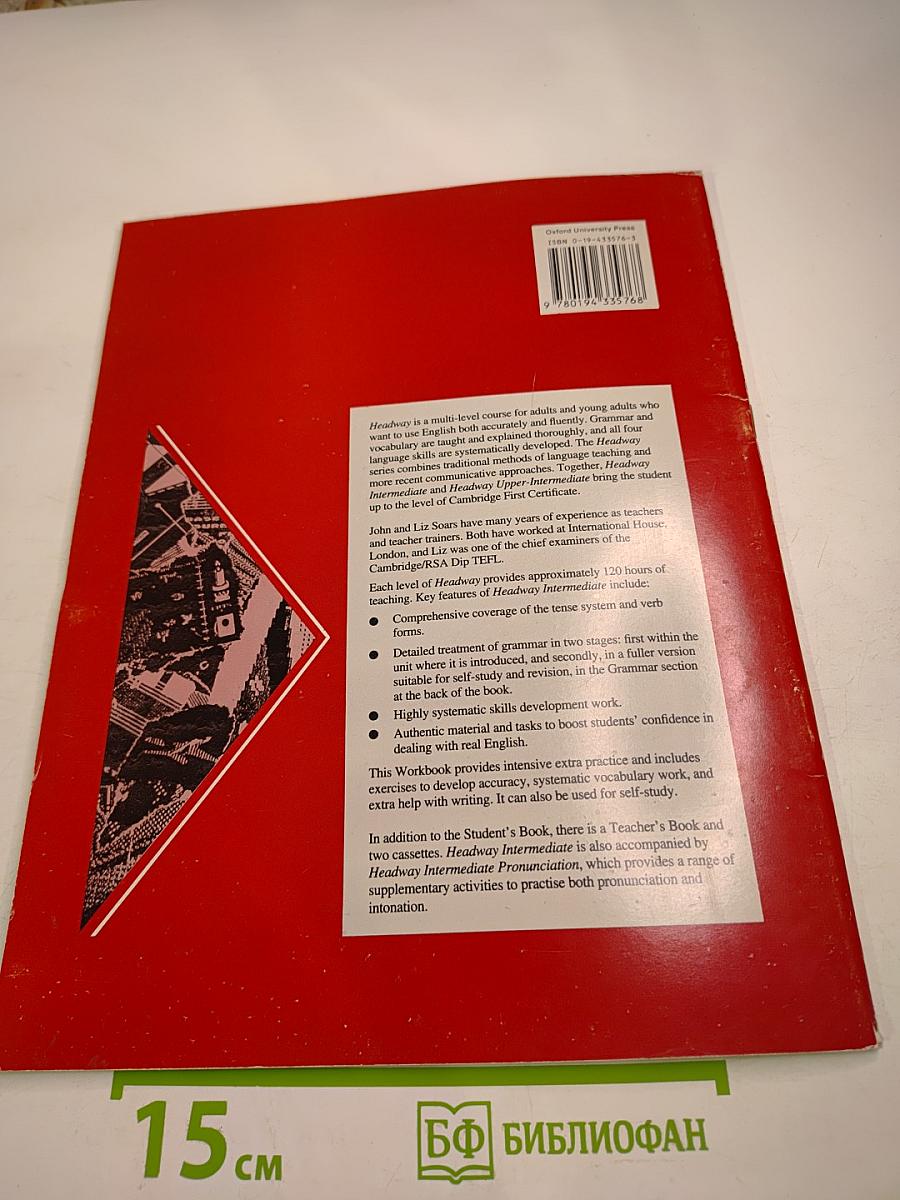 Oxford University Press
ISBN 0-19-433576-3
9 780194 335768
Headway is a multi-level course for adults and young adults who
want to use English both accurately and fluently. Grammar and
vocabulary are taught and explained thoroughly, and all four
language skills are systematically developed. The Headway
series combines traditional methods of language teaching and
more recent communicative approaches. Together, Headway
Intermediate and Headway Upper-Intermediate bring the student
up to the level of Cambridge First Certificate.
John and Liz Soars have many years of experience as teachers
and teacher trainers. Both have worked at International House,
London, and Liz was one of the chief examiners of the
Cambridge/RSA Dip TEFL.
Each level of Headway provides approximately 120 hours of
teaching. Key features of Headway Intermediate include:
● Comprehensive coverage of the tense system and verb
forms.
● Detailed treatment of grammar in two stages: first within the
unit where it is introduced, and secondly, in a fuller version
suitable for self-study and revision, in the Grammar section
at the back of the book.
● Highly systematic skills development work.
● Authentic material and tasks to boost students' confidence in
dealing with real English.
This Workbook provides intensive extra practice and includes
exercises to develop accuracy, systematic vocabulary work, and
extra help with writing. It can also be used for self-study.
In addition to the Student's Book, there is a Teacher's Book and
two cassettes. Headway Intermediate is also accompanied by
Headway Intermediate Pronunciation, which provides a range of
supplementary activities to practise both pronunciation and
intonation.
15 см
БФ БИБЛИОФАН